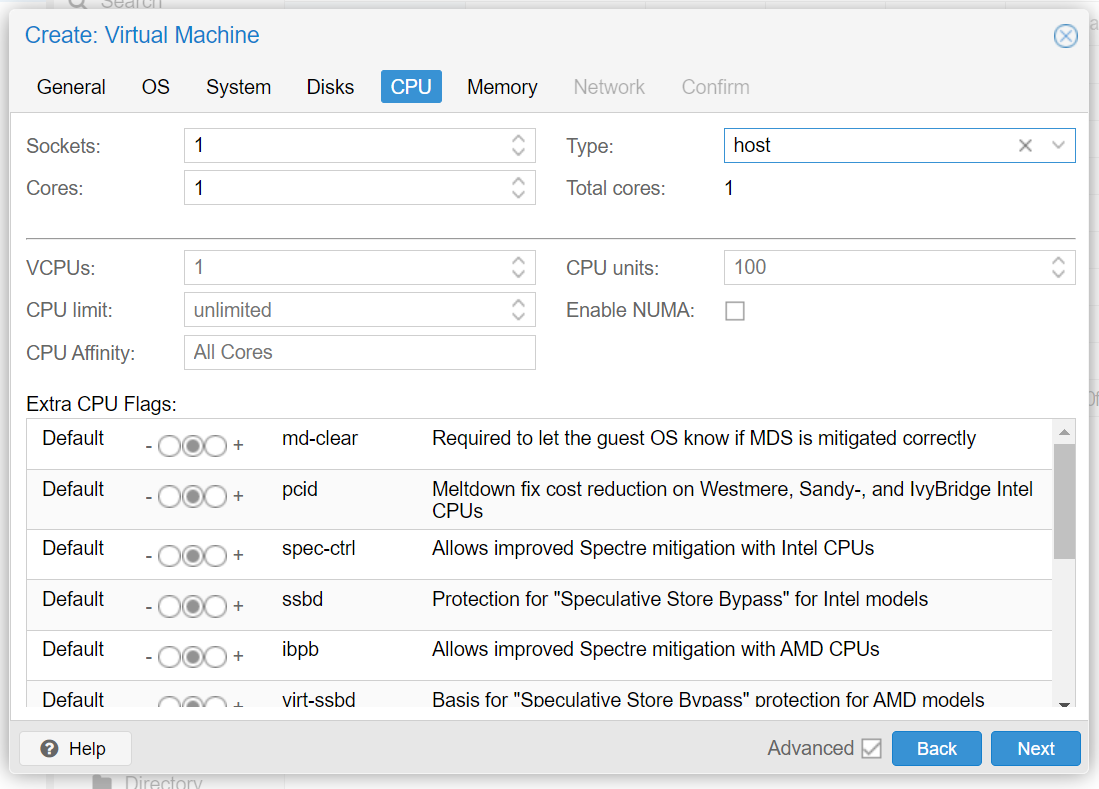 Search
Create: Virtual Machine
General OS System Disks CPU Memory Network Confirm
Sockets: 1 Type: host
Cores: 1 Total cores: 1
VCPUs: 1 CPU units: 100
CPU limit: unlimited Enable NUMA:
CPU Affinity: All Cores
Extra CPU Flags:
Default - + md-clear Required to let the guest OS know if MDS is mitigated correctly
Default - + pcid Meltdown fix cost reduction on Westmere, Sandy-, and IvyBridge Intel
CPUs
Default - + spec-ctrl Allows improved Spectre mitigation with Intel CPUs
Default - + ssbd Protection for "Speculative Store Bypass" for Intel models
Default - + ibpb Allows improved Spectre mitigation with AMD CPUs
Default - + virt-ssbd Basis for "Speculative Store Bypass" protection for AMD models
? Help Advanced Back Next
Directory